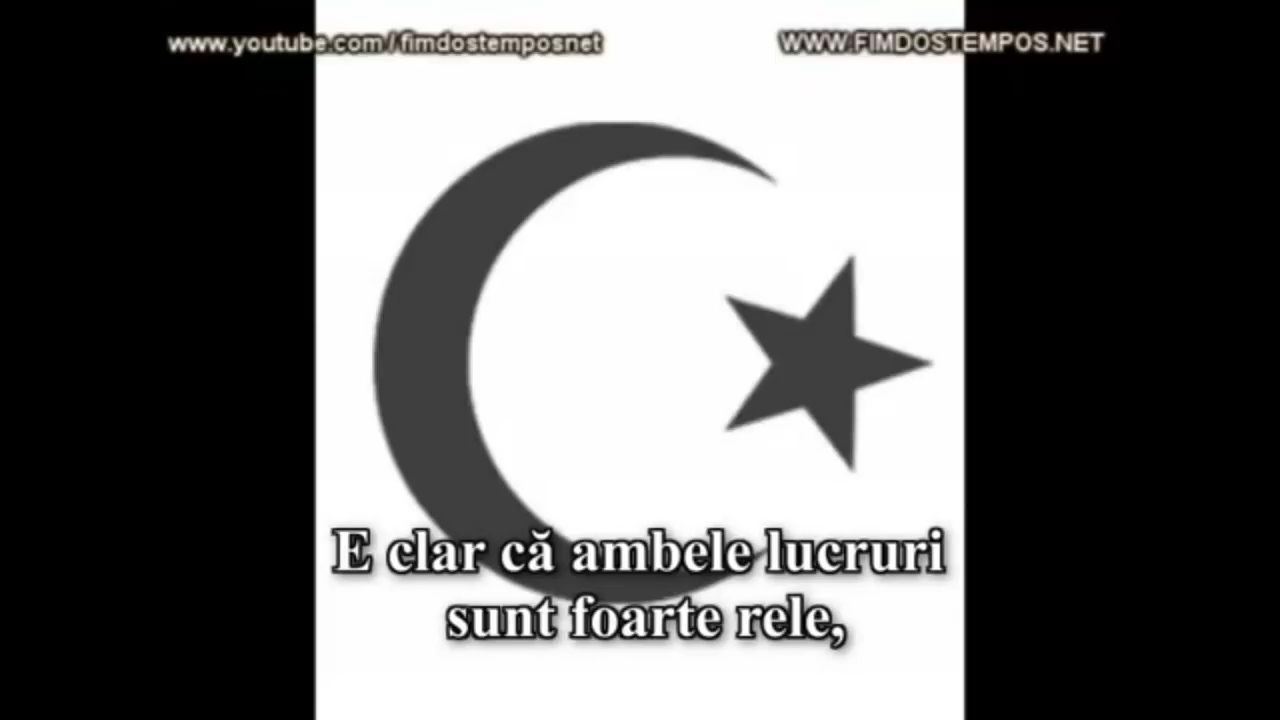 www.youtube.com/fimdostemposnet
WWW.FIMDOSTEMPOS.NET
E clar că ambele lucruri
sunt foarte rele,